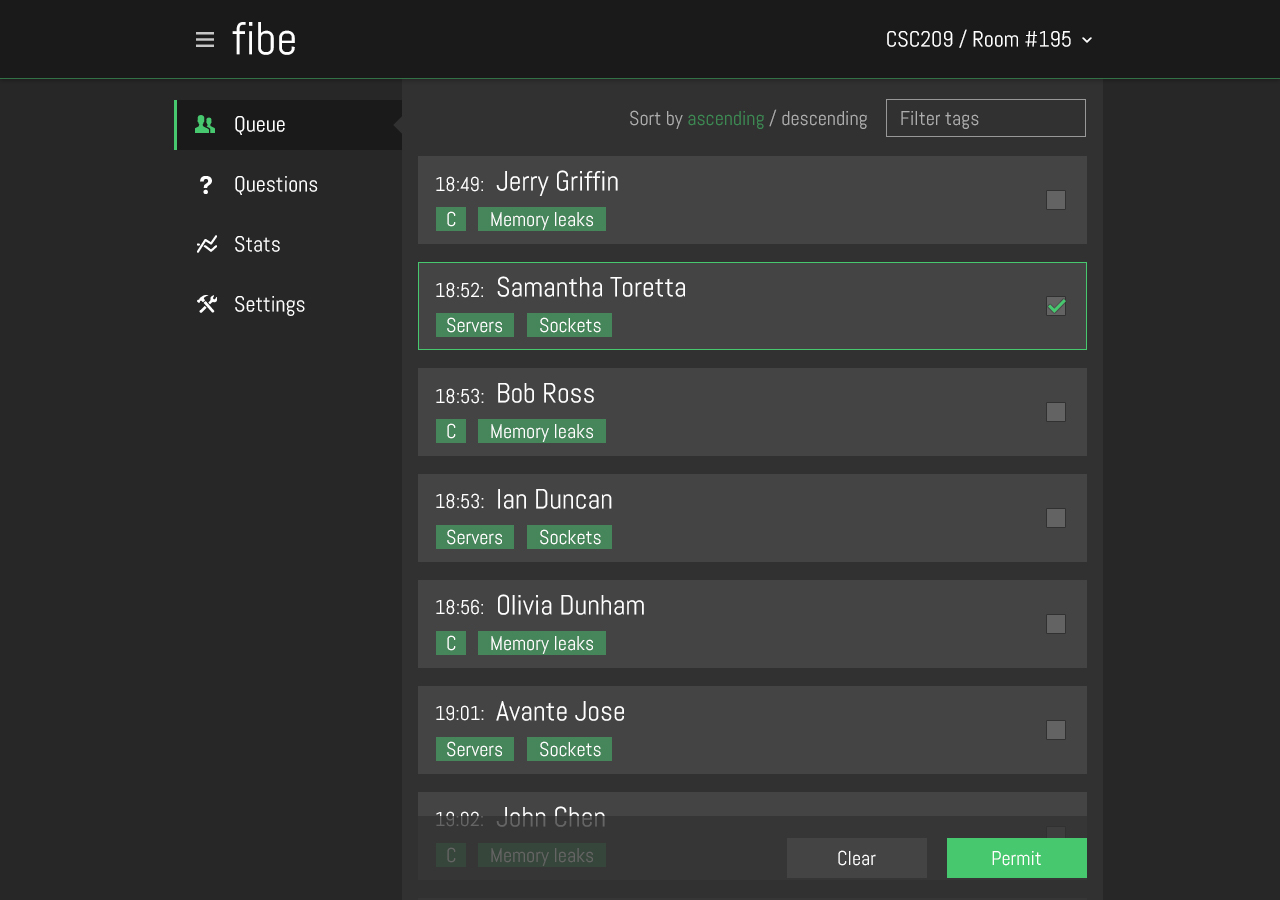 fibe
CSC209 / Room #195
Queue
Questions
Stats
Settings
Sort by ascending / descending
Filter tags
18:49: Jerry Griffin
C Memory leaks
18:52: Samantha Toretta
Servers Sockets
18:53: Bob Ross
C Memory leaks
18:53: Ian Duncan
Servers Sockets
18:56: Olivia Dunham
C Memory leaks
19:01: Avante Jose
Servers Sockets
19:02: John Chen
C Memory leaks
Clear
Permit